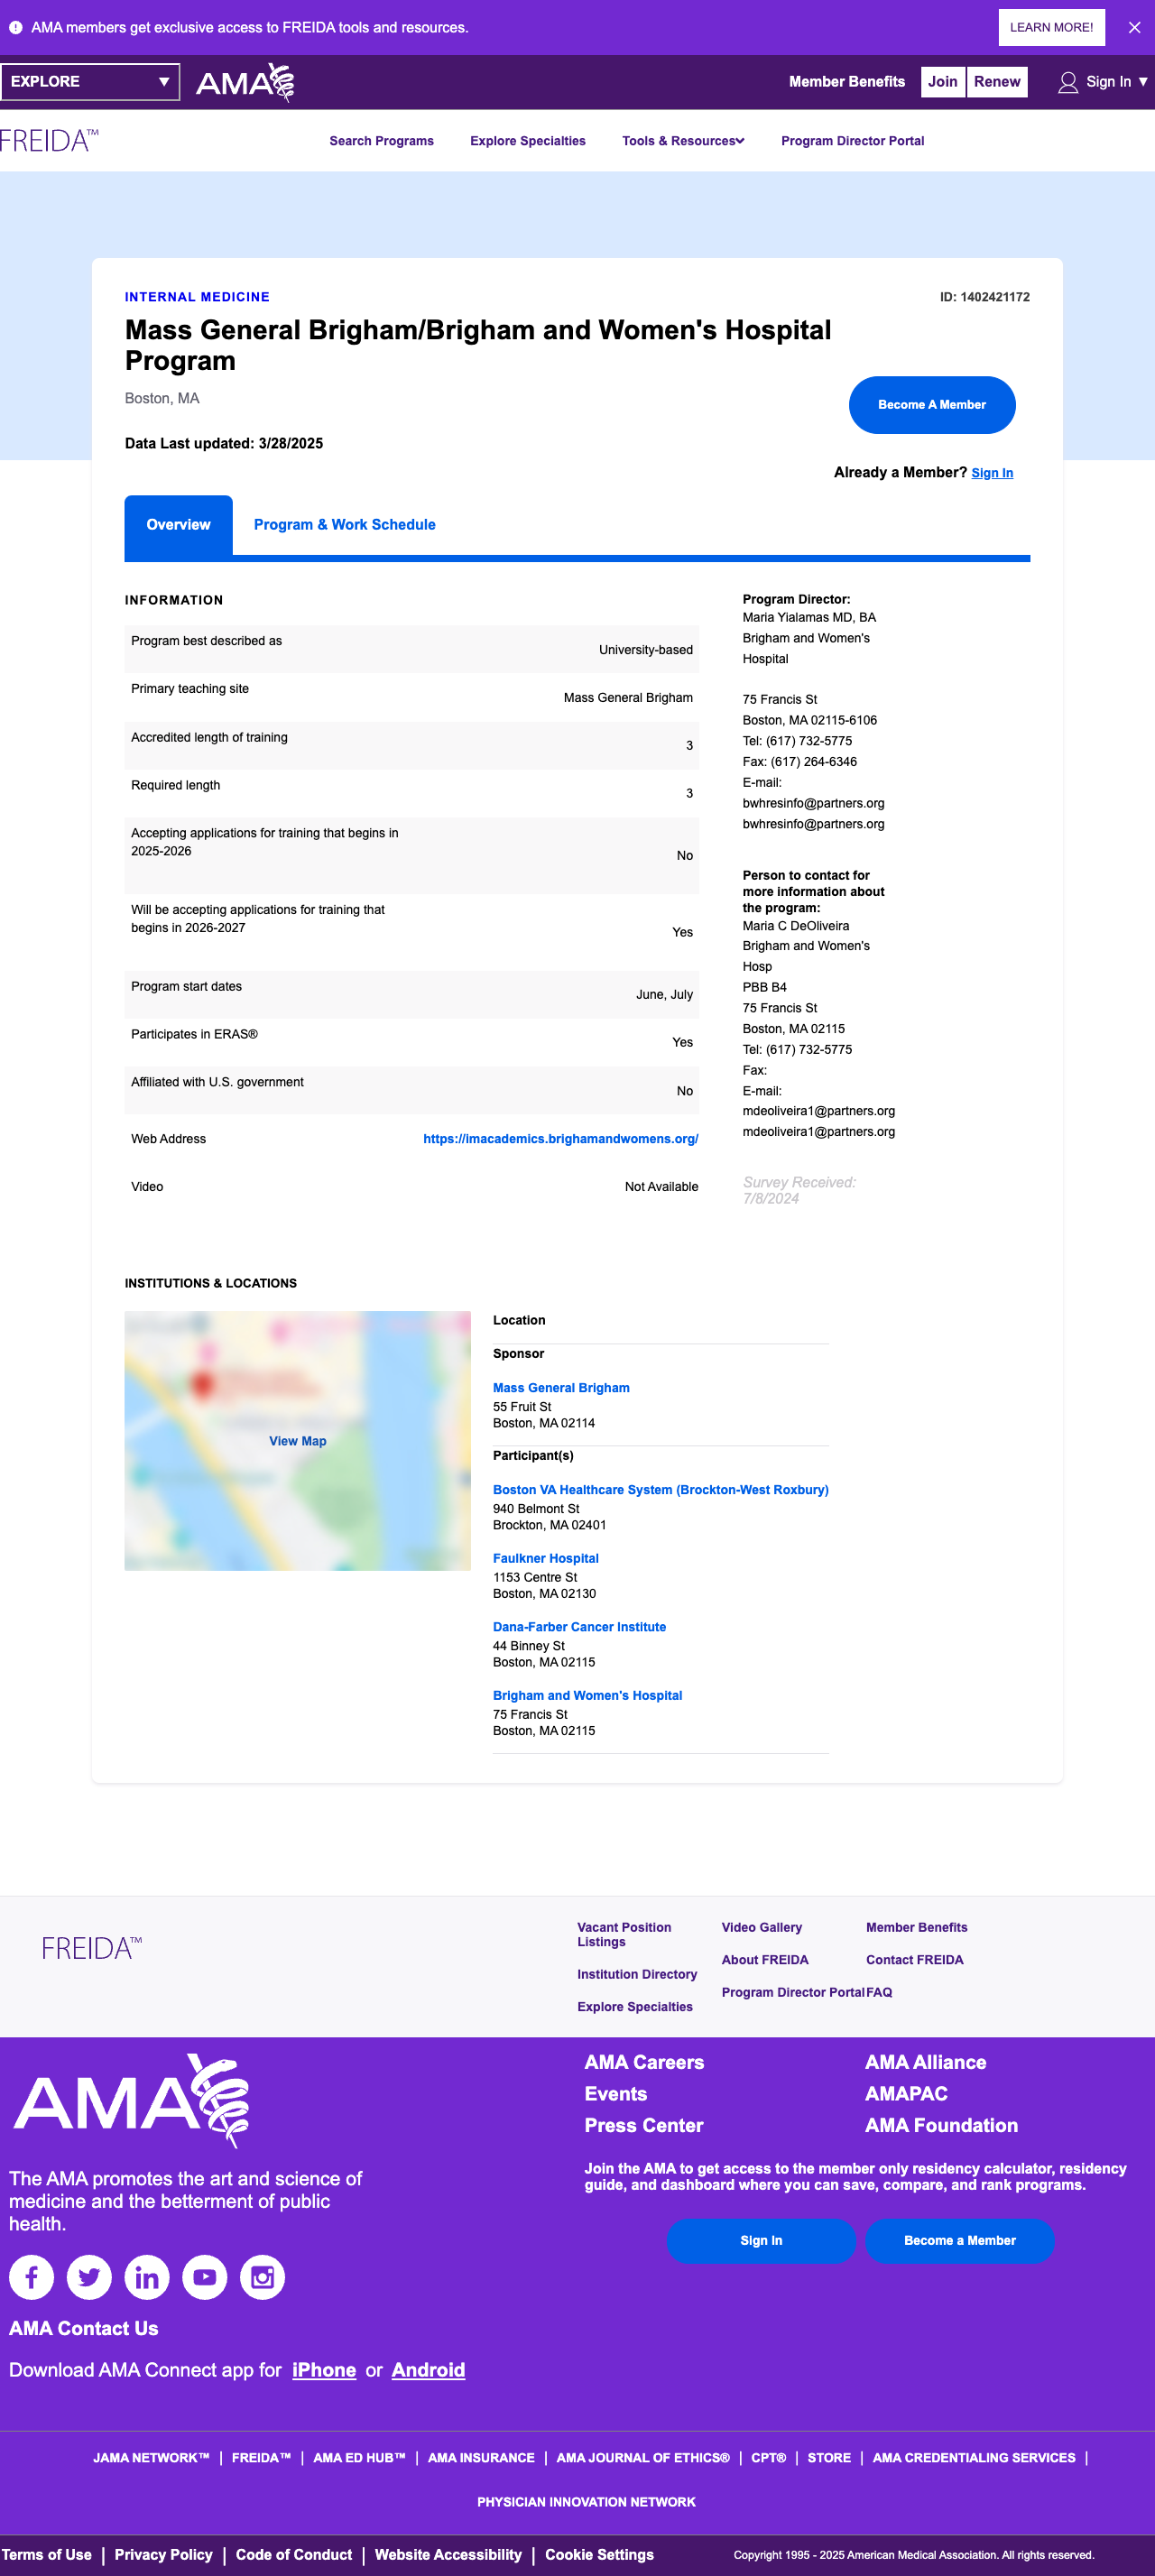 AMA members get exclusive access to FREIDA tools and resources.
LEARN MORE!
EXPLORE
AMA
Member Benefits
Join
Renew
Sign In
FREIDA™
Search Programs
Explore Specialties
Tools & Resources
Program Director Portal
INTERNAL MEDICINE
ID: 1402421172
Mass General Brigham/Brigham and Women's Hospital
Program
Boston, MA
Become A Member
Data Last updated: 3/28/2025
Already a Member? Sign In
Overview
Program & Work Schedule
INFORMATION
Program best described as
University-based
Primary teaching site
Mass General Brigham
Accredited length of training
3
Required length
3
Accepting applications for training that begins in
2025-2026
No
Will be accepting applications for training that
begins in 2026-2027
Yes
Program start dates
June, July
Participates in ERAS®
Yes
Affiliated with U.S. government
No
Web Address
https://imacademics.brighamandwomens.org/
Video
Not Available
Program Director:
Maria Yialamas MD, BA
Brigham and Women's
Hospital
75 Francis St
Boston, MA 02115-6106
Tel: (617) 732-5775
Fax: (617) 264-6346
E-mail:
bwhresinfo@partners.org
bwhresinfo@partners.org
Person to contact for
more information about
the program:
Maria C DeOliveira
Brigham and Women's
Hosp
PBB B4
75 Francis St
Boston, MA 02115
Tel: (617) 732-5775
Fax:
E-mail:
mdeoliveira1@partners.org
mdeoliveira1@partners.org
Survey Received:
7/8/2024
INSTITUTIONS & LOCATIONS
View Map
Location
Sponsor
Mass General Brigham
55 Fruit St
Boston, MA 02114
Participant(s)
Boston VA Healthcare System (Brockton-West Roxbury)
940 Belmont St
Brockton, MA 02401
Faulkner Hospital
1153 Centre St
Boston, MA 02130
Dana-Farber Cancer Institute
44 Binney St
Boston, MA 02115
Brigham and Women's Hospital
75 Francis St
Boston, MA 02115
FREIDA™
Vacant Position
Listings
Institution Directory
Explore Specialties
Video Gallery
About FREIDA
Program Director Portal
Member Benefits
Contact FREIDA
FAQ
AMA
The AMA promotes the art and science of
medicine and the betterment of public
health.
AMA Contact Us
Download AMA Connect app for iPhone or Android
AMA Careers
Events
Press Center
AMA Alliance
AMAPAC
AMA Foundation
Join the AMA to get access to the member only residency calculator, residency
guide, and dashboard where you can save, compare, and rank programs.
Sign In
Become a Member
JAMA NETWORK™ | FREIDA™ | AMA ED HUB™ | AMA INSURANCE | AMA JOURNAL OF ETHICS® | CPT® | STORE | AMA CREDENTIALING SERVICES |
PHYSICIAN INNOVATION NETWORK
Terms of Use | Privacy Policy | Code of Conduct | Website Accessibility | Cookie Settings
Copyright 1995 - 2025 American Medical Association. All rights reserved.